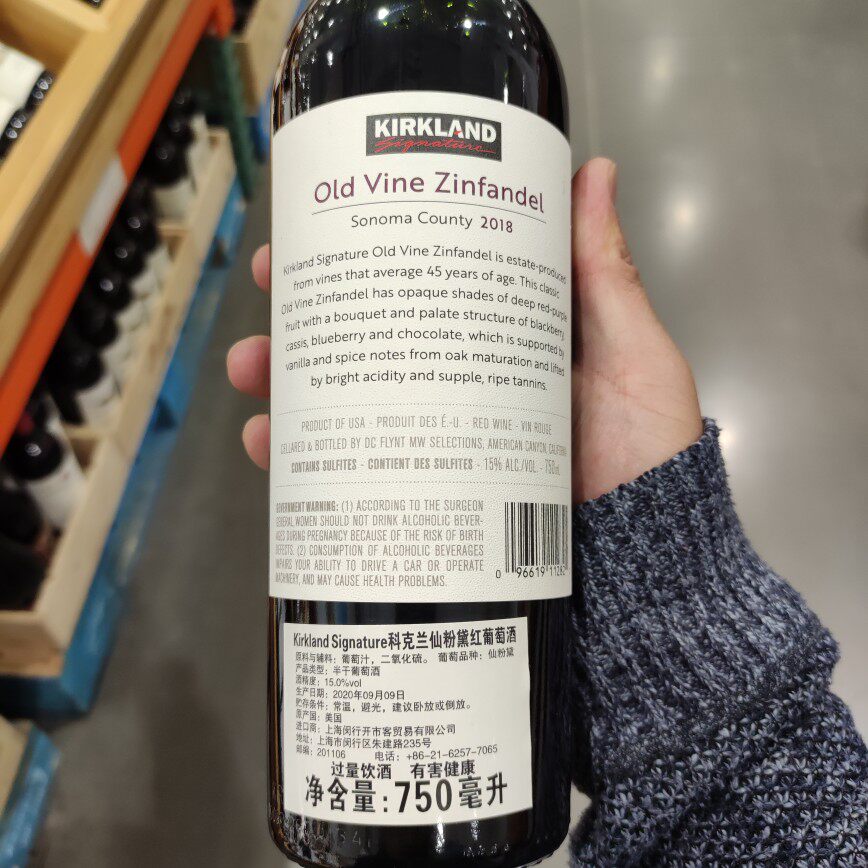 KIRKLAND
Signature
Old Vine Zinfandel
Sonoma County 2018
Kirkland Signature Old Vine Zinfandel is estate-produced
from vines that average 45 years of age. This classic
Old Vine Zinfandel has opaque shades of deep red-purple
fruit with a bouquet and palate structure of blackberry,
cassis, blueberry and chocolate, which is supported by
vanilla and spice notes from oak maturation and lifted
by bright acidity and supple, ripe tannins.
PRODUCT OF USA - PRODUIT DES É.-U. - RED WINE - VIN ROUGE
CELLARED & BOTTLED BY DC FLYNT MW SELECTIONS, AMERICAN CANYON, CALIFORNIA
CONTAINS SULFITES - CONTIENT DES SULFITES - 15% ALC./VOL - 750mL
GOVERNMENT WARNING: (1) ACCORDING TO THE SURGEON
GENERAL WOMEN SHOULD NOT DRINK ALCOHOLIC BEVER-
AGES DURING PREGNANCY BECAUSE OF THE RISK OF BIRTH
DEFECTS. (2) CONSUMPTION OF ALCOHOLIC BEVERAGES
IMPAIRS YOUR ABILITY TO DRIVE A CAR OR OPERATE
MACHINERY, AND MAY CAUSE HEALTH PROBLEMS.
0 96619 11282
Kirkland Signature科克兰仙粉黛红葡萄酒
原料与辅料：葡萄汁，二氧化硫。 葡萄品种：仙粉黛
产品类型：半干葡萄酒
酒精度：15.0%vol
生产日期：2020年09月09日
贮存条件：常温，避光，建议卧放或倒放。
原产国：美国
进口商：上海闵行开市客贸易有限公司
地址：上海市闵行区朱建路235号
邮编：201106 电话：+86-21-6257-7065
过量饮酒 有害健康
净含量：750毫升